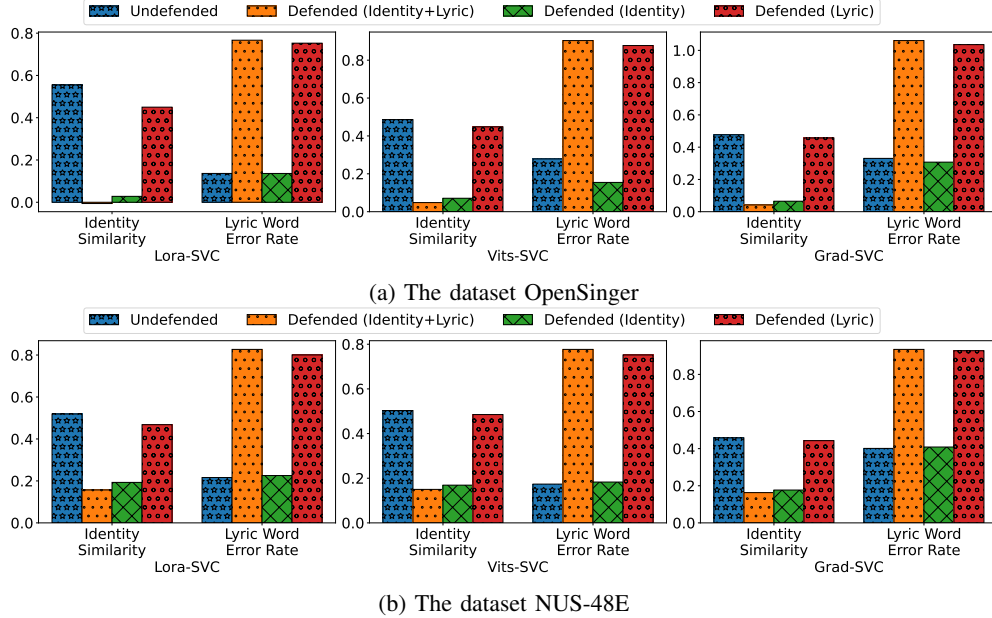 Undefended Defended (Identity+Lyric) Defended (Identity) Defended (Lyric)
0.8 0.6 0.4 0.2 0.0
Identity Similarity Lyric Word Error Rate
Lora-SVC
0.8 0.6 0.4 0.2 0.0
Identity Similarity Lyric Word Error Rate
Vits-SVC
1.0 0.8 0.6 0.4 0.2 0.0
Identity Similarity Lyric Word Error Rate
Grad-SVC
(a) The dataset OpenSinger
Undefended Defended (Identity+Lyric) Defended (Identity) Defended (Lyric)
0.8 0.6 0.4 0.2 0.0
Identity Similarity Lyric Word Error Rate
Lora-SVC
0.8 0.6 0.4 0.2 0.0
Identity Similarity Lyric Word Error Rate
Vits-SVC
0.8 0.6 0.4 0.2 0.0
Identity Similarity Lyric Word Error Rate
Grad-SVC
(b) The dataset NUS-48E